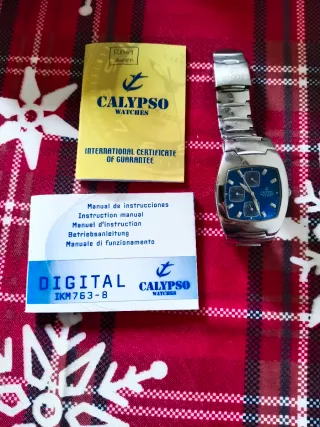 CALYPSO
WATCHES
INTERNATIONAL CERTIFICATE
OF GUARANTEE
Manual de instrucciones
Instruction manual
Manuel d'instruction
Betriebsanleitung
Manuale di funzionamento
DIGITAL
IKM763-8
CALYPSO
WATCHES